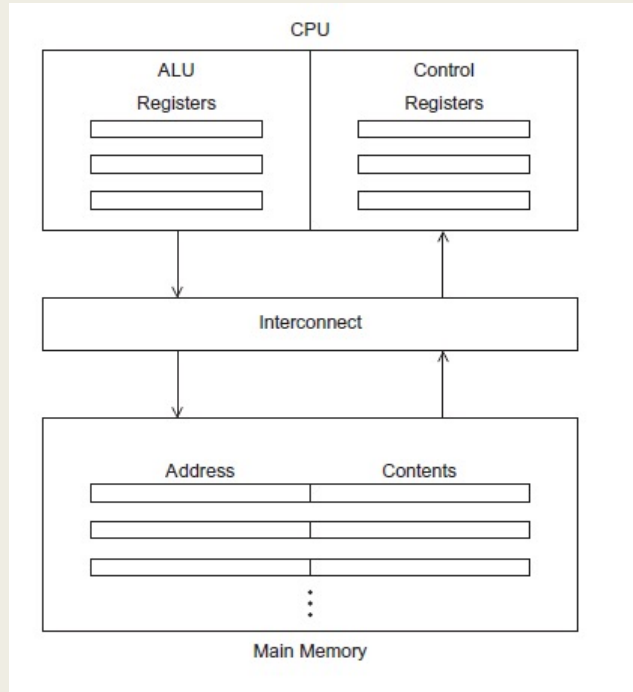 CPU
ALU Control
Registers Registers
Interconnect
Address Contents
Main Memory